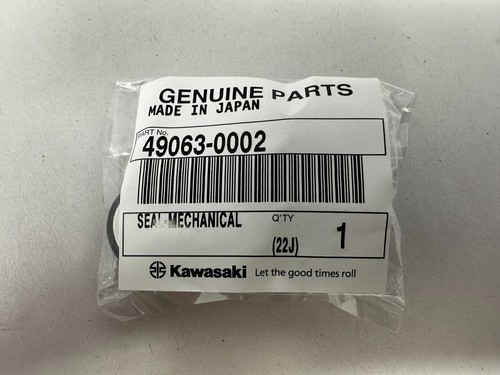 GENUINE PARTS
MADE IN JAPAN
PART No.
49063-0002
SEAL-MECHANICAL
Q'TY
(22J) 1
Kawasaki Let the good times roll